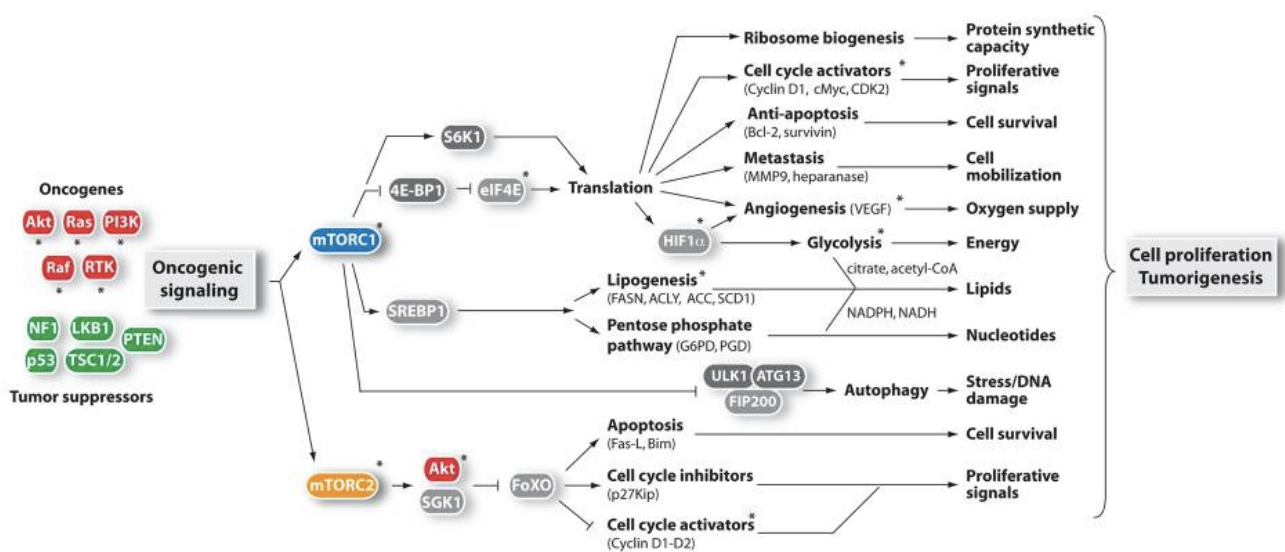 Oncogenes
Akt Ras PI3K
* * *
Raf RTK
* *
NF1 LKB1 PTEN
p53 TSC1/2
Tumor suppressors
Oncogenic
signaling
mTORC1*
S6K1
4E-BP1
eIF4E*
Translation
HIF1α*
SREBP1
Ribosome biogenesis
Protein synthetic
capacity
Cell cycle activators *
(Cyclin D1, cMyc, CDK2)
Proliferative
signals
Anti-apoptosis
(Bcl-2, survivin)
Cell survival
Metastasis
(MMP9, heparanase)
Cell
mobilization
Angiogenesis (VEGF) *
Oxygen supply
Glycolysis*
Energy
citrate, acetyl-CoA
Lipogenesis*
(FASN, ACLY, ACC, SCD1)
Lipids
NADPH, NADH
Pentose phosphate
pathway (G6PD, PGD)
Nucleotides
ULK1 ATG13
FIP200
Autophagy
Stress/DNA
damage
mTORC2*
Akt*
SGK1
FoXO
Apoptosis
(Fas-L, Bim)
Cell survival
Cell cycle inhibitors
(p27Kip)
Proliferative
signals
Cell cycle activators*
(Cyclin D1-D2)
Cell proliferation
Tumorigenesis